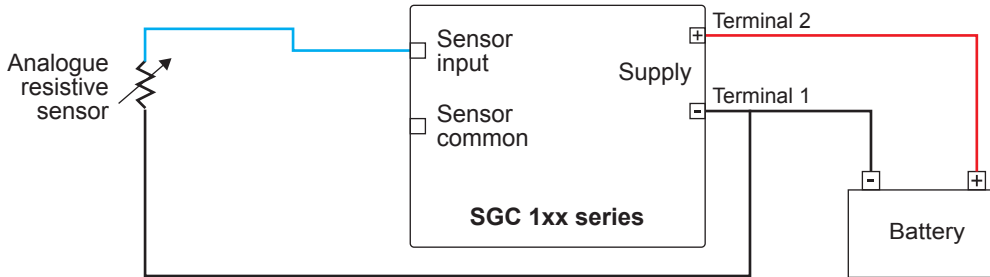 Analogue
resistive
sensor
Sensor
input
Sensor
common
Supply
+
-
Terminal 2
Terminal 1
SGC 1xx series
-
+
Battery